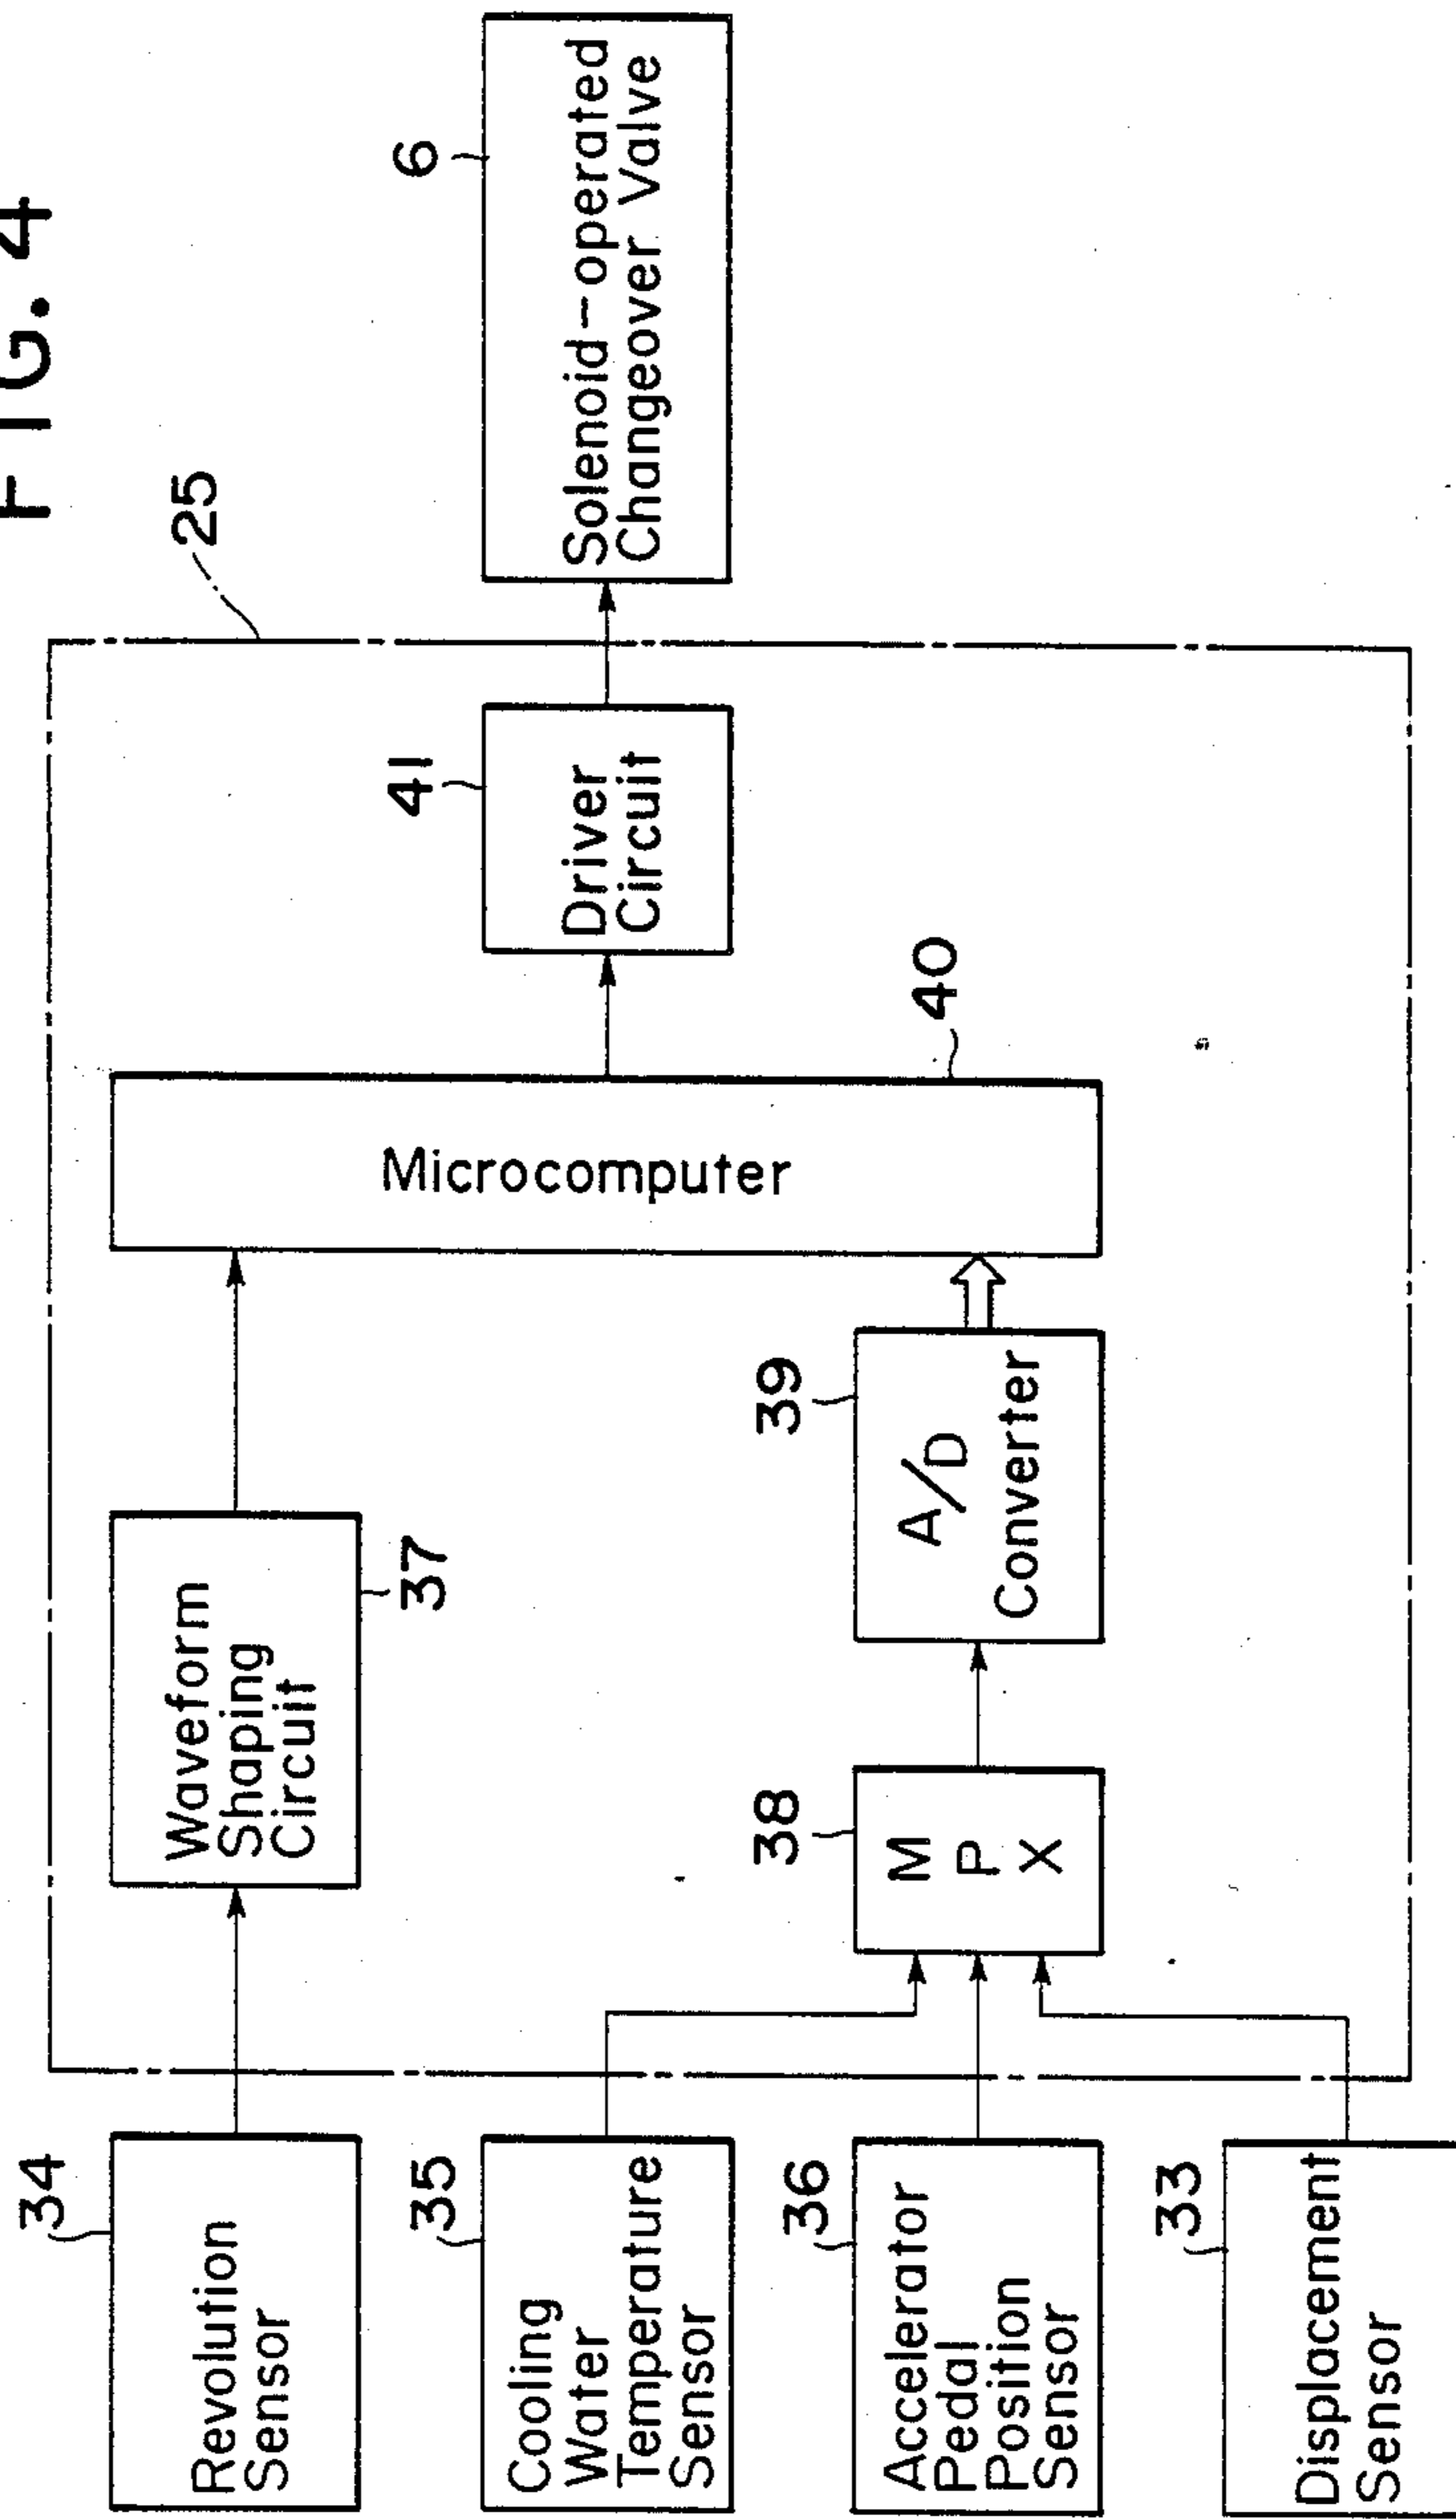 FIG. 4
34
Revolution
Sensor
35
Cooling
Water
Temperature
Sensor
36
Accelerator
Pedal
Position
Sensor
33
Displacement
Sensor
25
Waveform
Shaping
Circuit
37
38
M
P
X
39
A/D
Converter
Microcomputer
40
41
Driver
Circuit
6
Solenoid-operated
Changeover Valve